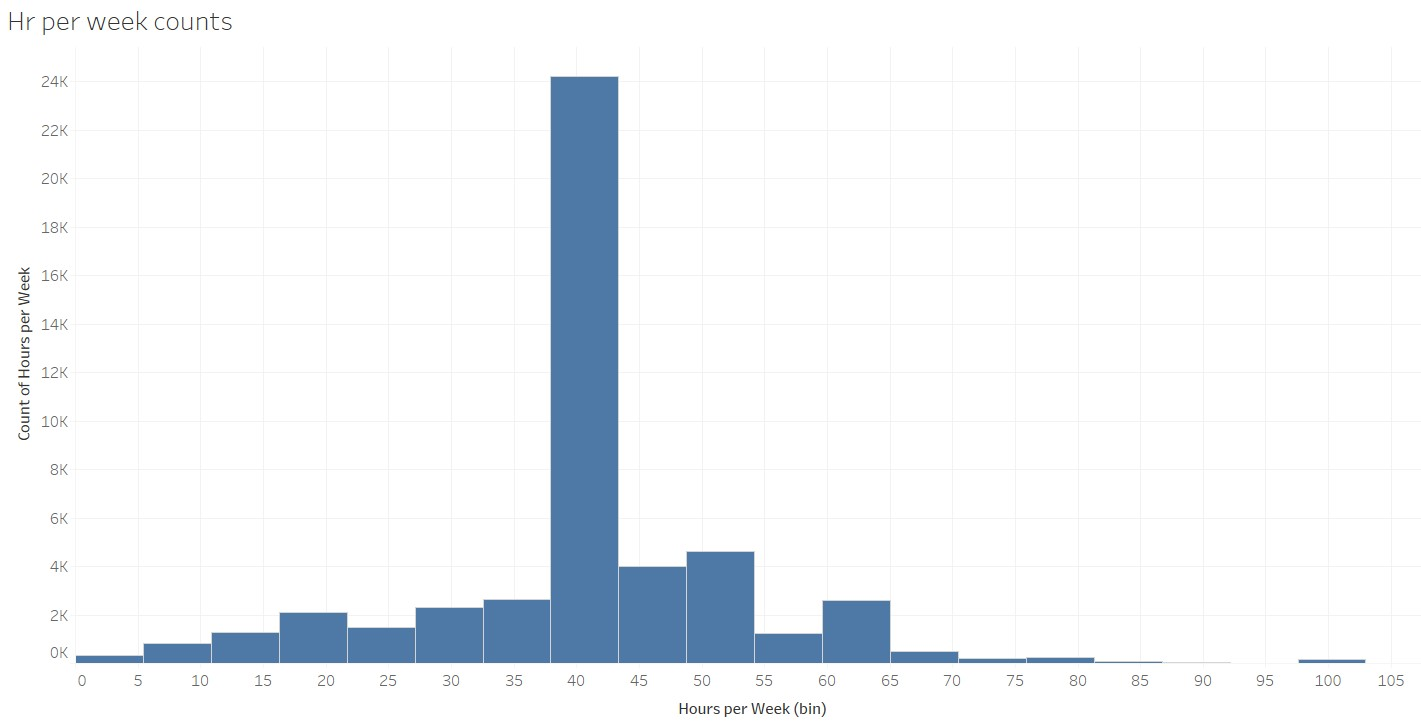 Hr per week counts
24K
22K
20K
18K
16K
14K
12K
10K
8K
6K
4K
2K
0K
Count of Hours per Week
0 5 10 15 20 25 30 35 40 45 50 55 60 65 70 75 80 85 90 95 100 105
Hours per Week (bin)